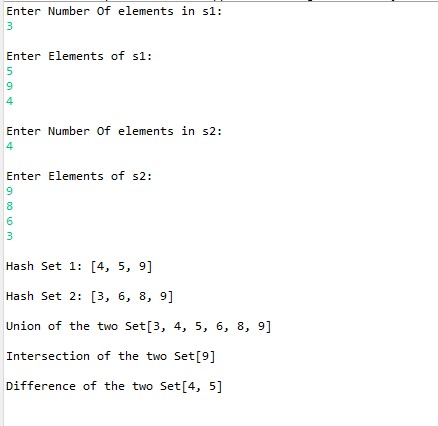 Enter Number Of elements in s1:
3
Enter Elements of s1:
5
9
4
Enter Number Of elements in s2:
4
Enter Elements of s2:
9
8
6
3
Hash Set 1: [4, 5, 9]
Hash Set 2: [3, 6, 8, 9]
Union of the two Set[3, 4, 5, 6, 8, 9]
Intersection of the two Set[9]
Difference of the two Set[4, 5]